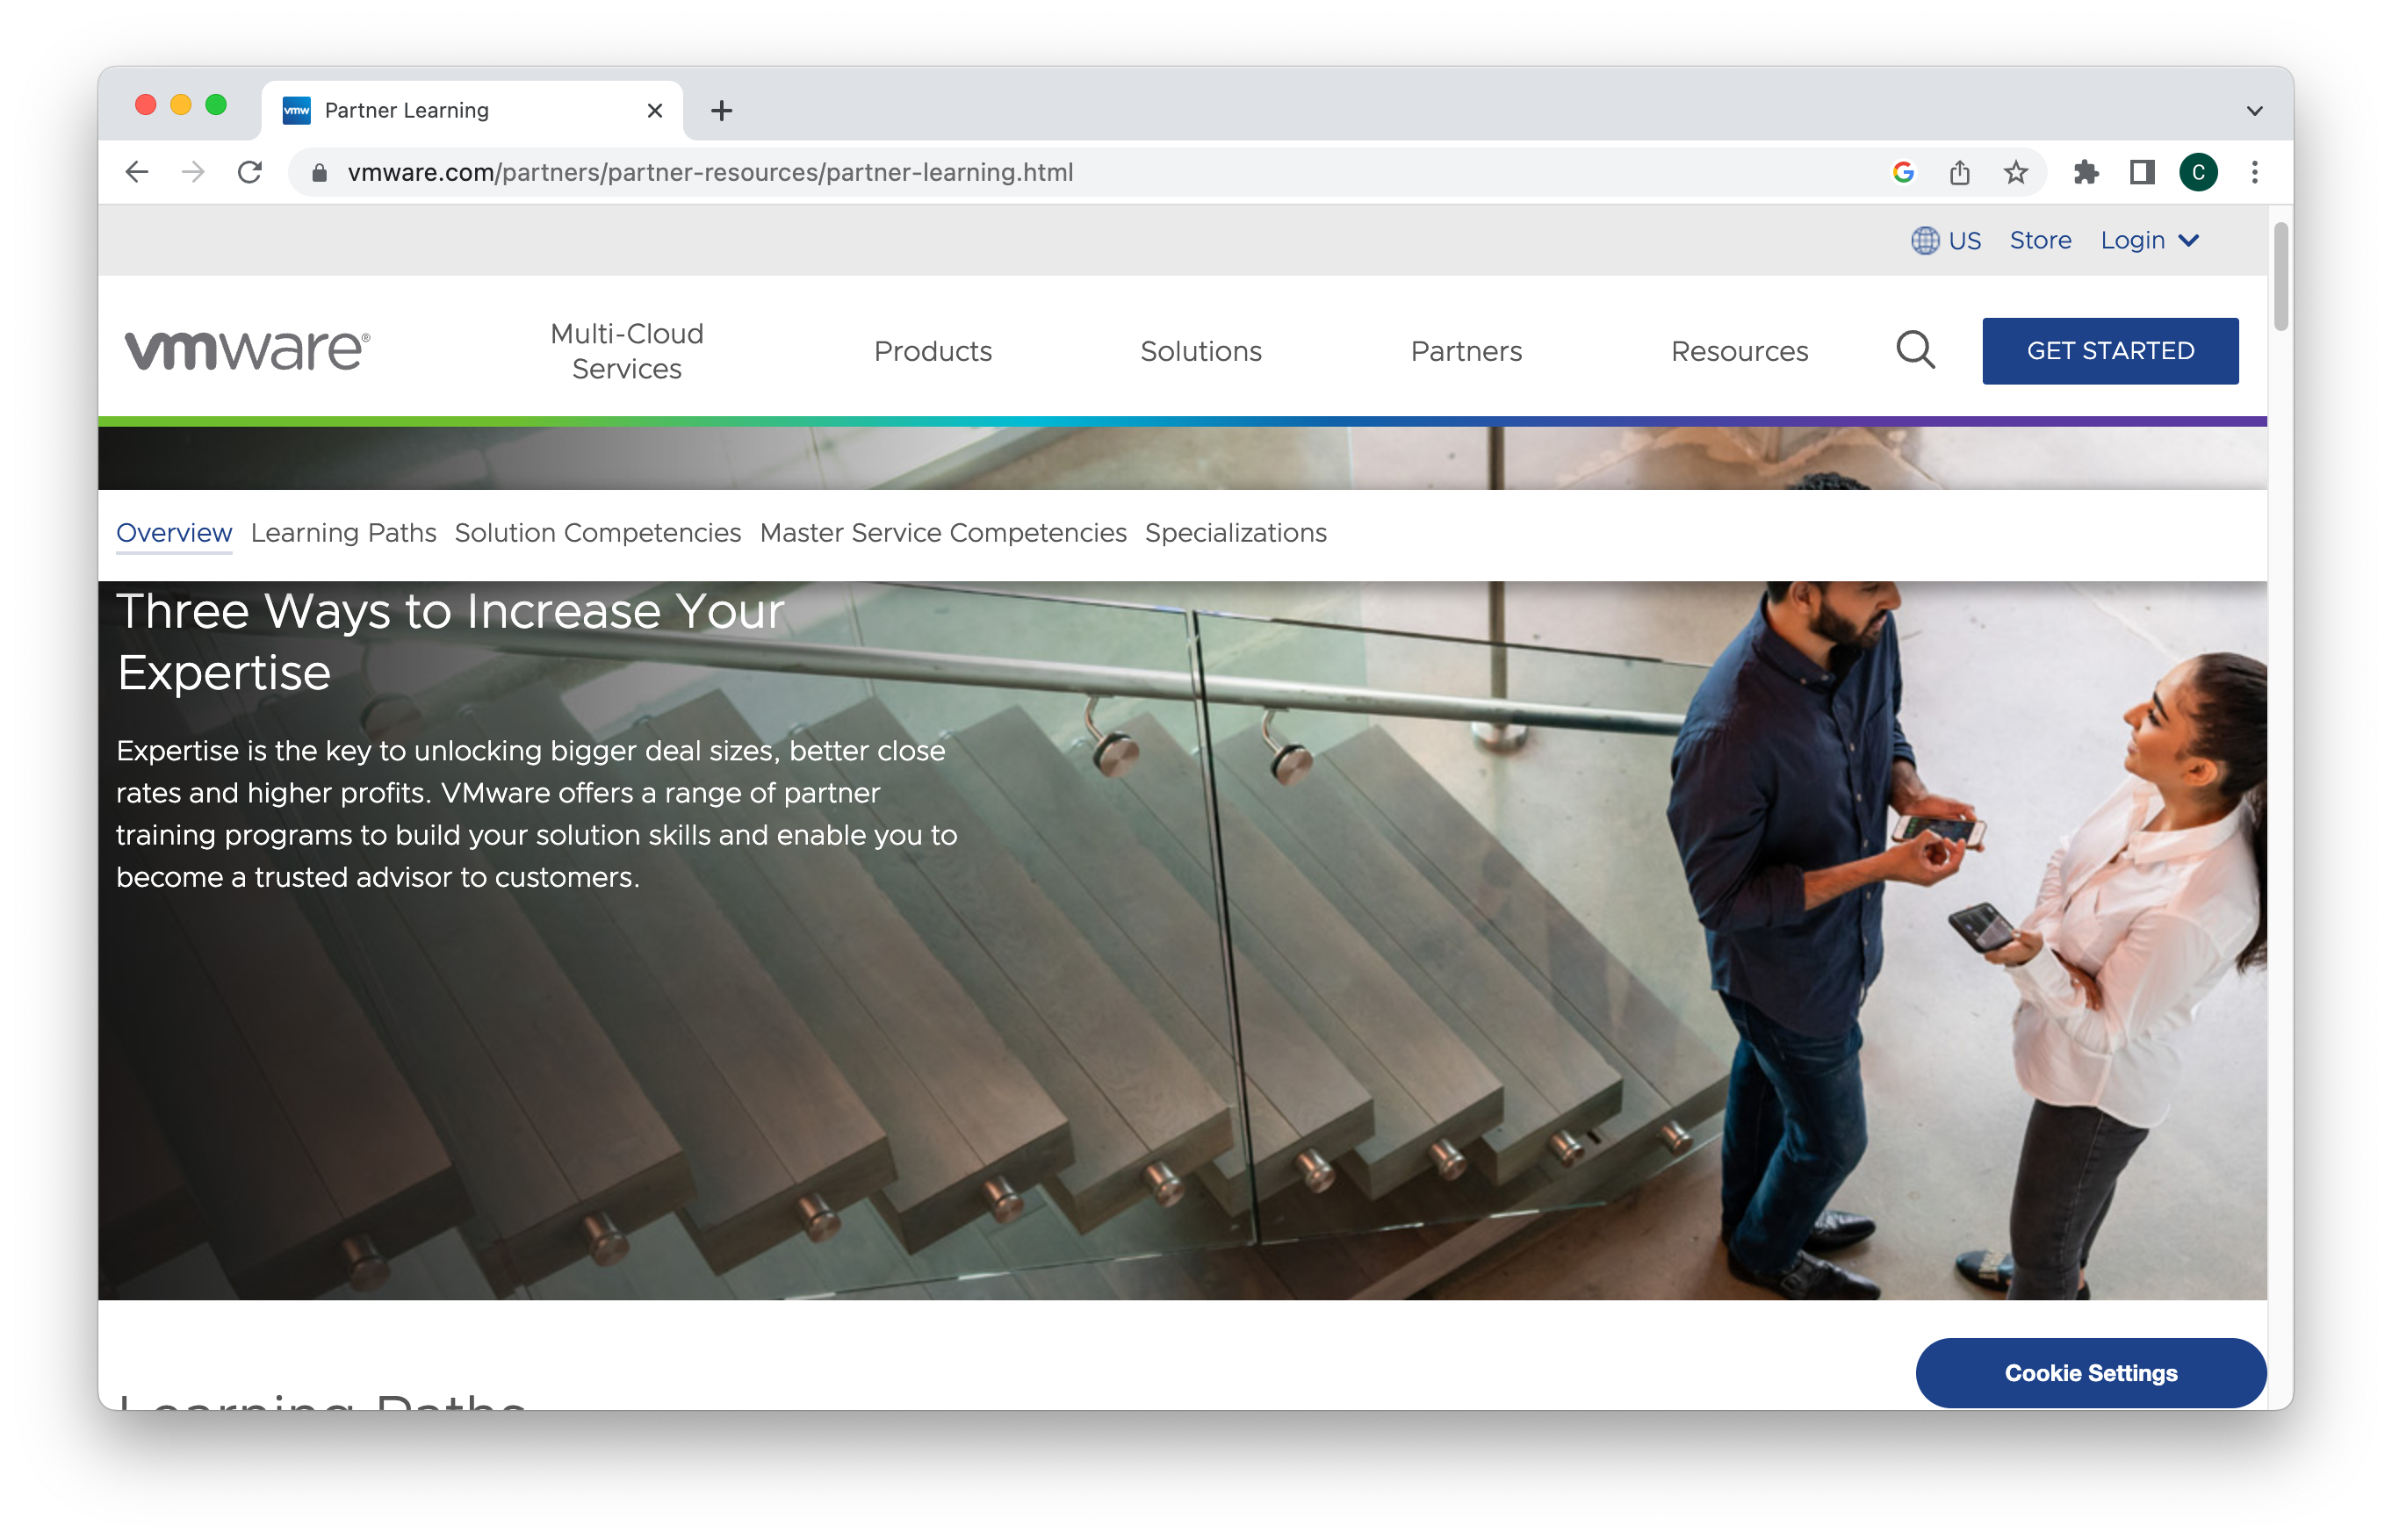 vmw Partner Learning
vmware.com/partners/partner-resources/partner-learning.html
C
US Store Login
vmware®
Multi-Cloud
Services
Products
Solutions
Partners
Resources
GET STARTED
Overview Learning Paths Solution Competencies Master Service Competencies Specializations
Three Ways to Increase Your
Expertise
Expertise is the key to unlocking bigger deal sizes, better close
rates and higher profits. VMware offers a range of partner
training programs to build your solution skills and enable you to
become a trusted advisor to customers.
Cookie Settings
Learning Paths